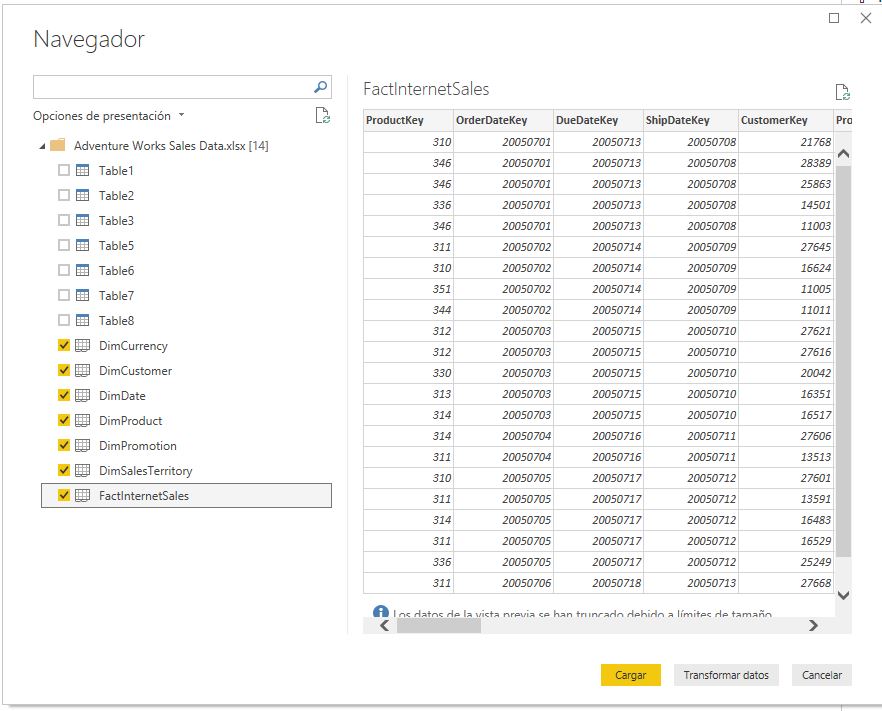 Navegador
Opciones de presentación
Adventure Works Sales Data.xlsx [14]
Table1
Table2
Table3
Table5
Table6
Table7
Table8
DimCurrency
DimCustomer
DimDate
DimProduct
DimPromotion
DimSalesTerritory
FactInternetSales
FactInternetSales
ProductKey OrderDateKey DueDateKey ShipDateKey CustomerKey Pro
310 20050701 20050713 20050708 21768
346 20050701 20050713 20050708 28389
346 20050701 20050713 20050708 25863
336 20050701 20050713 20050708 14501
346 20050701 20050713 20050708 11003
311 20050702 20050714 20050709 27645
310 20050702 20050714 20050709 16624
351 20050702 20050714 20050709 11005
344 20050702 20050714 20050709 11011
312 20050703 20050715 20050710 27621
312 20050703 20050715 20050710 27616
330 20050703 20050715 20050710 20042
313 20050703 20050715 20050710 16351
314 20050703 20050715 20050710 16517
314 20050704 20050716 20050711 27606
311 20050704 20050716 20050711 13513
310 20050705 20050717 20050712 27601
311 20050705 20050717 20050712 13591
314 20050705 20050717 20050712 16483
311 20050705 20050717 20050712 16529
336 20050705 20050717 20050712 25249
311 20050706 20050718 20050713 27668
Los datos de la vista previa se han truncado debido a límites de tamaño
Cargar Transformar datos Cancelar